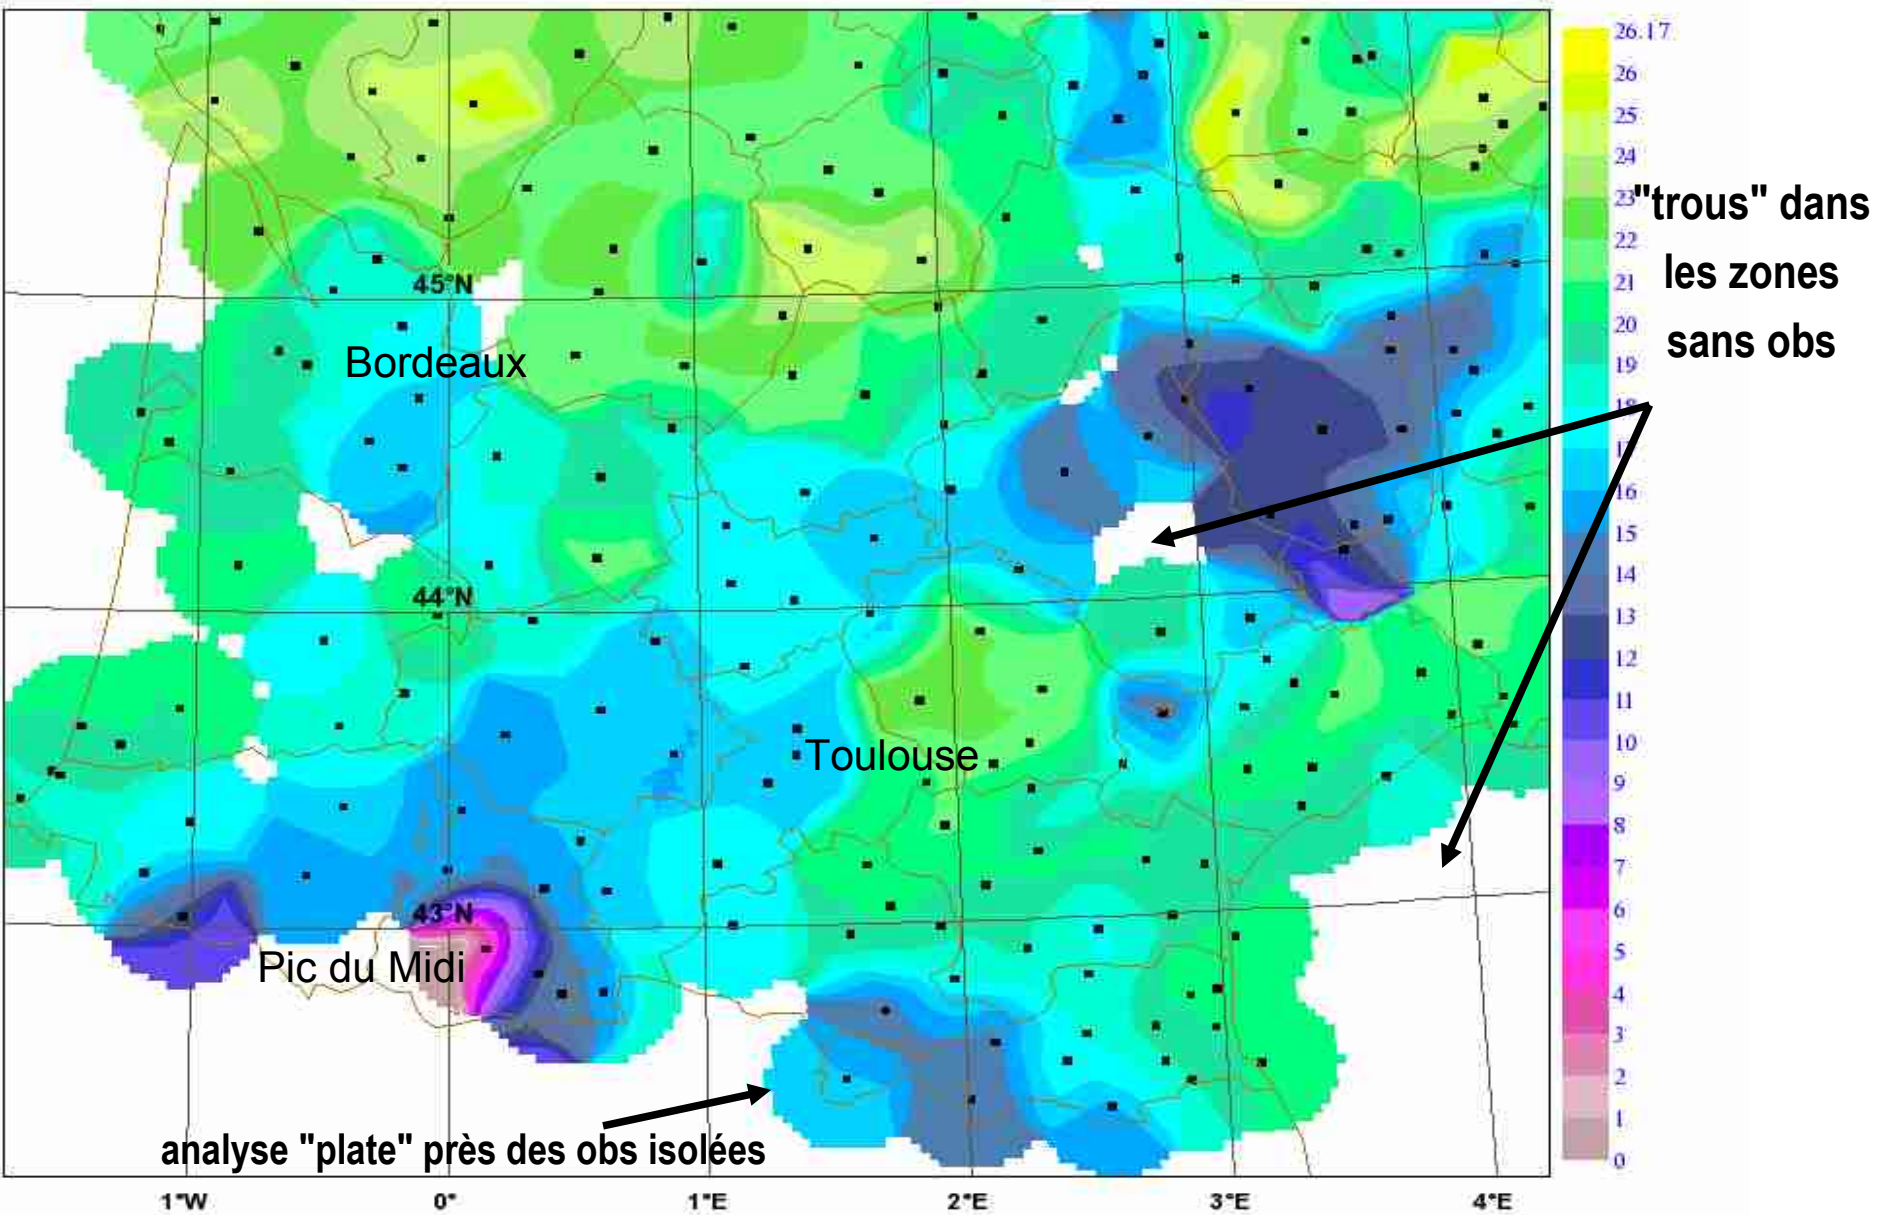 26.17
26
25
24
23
22
21
20
19
18
17
16
15
14
13
12
11
10
9
8
7
6
5
4
3
2
1
0
"trous" dans
les zones
sans obs
45°N
Bordeaux
44°N
Toulouse
43°N
Pic du Midi
analyse "plate" près des obs isolées
1°W
0°
1°E
2°E
3°E
4°E